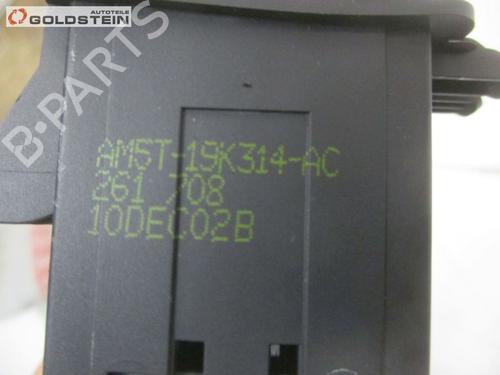 AUTOTEILE
GOLDSTEIN
B-PARTS
AM5T-19K314-AC
261 708
10DEC02B